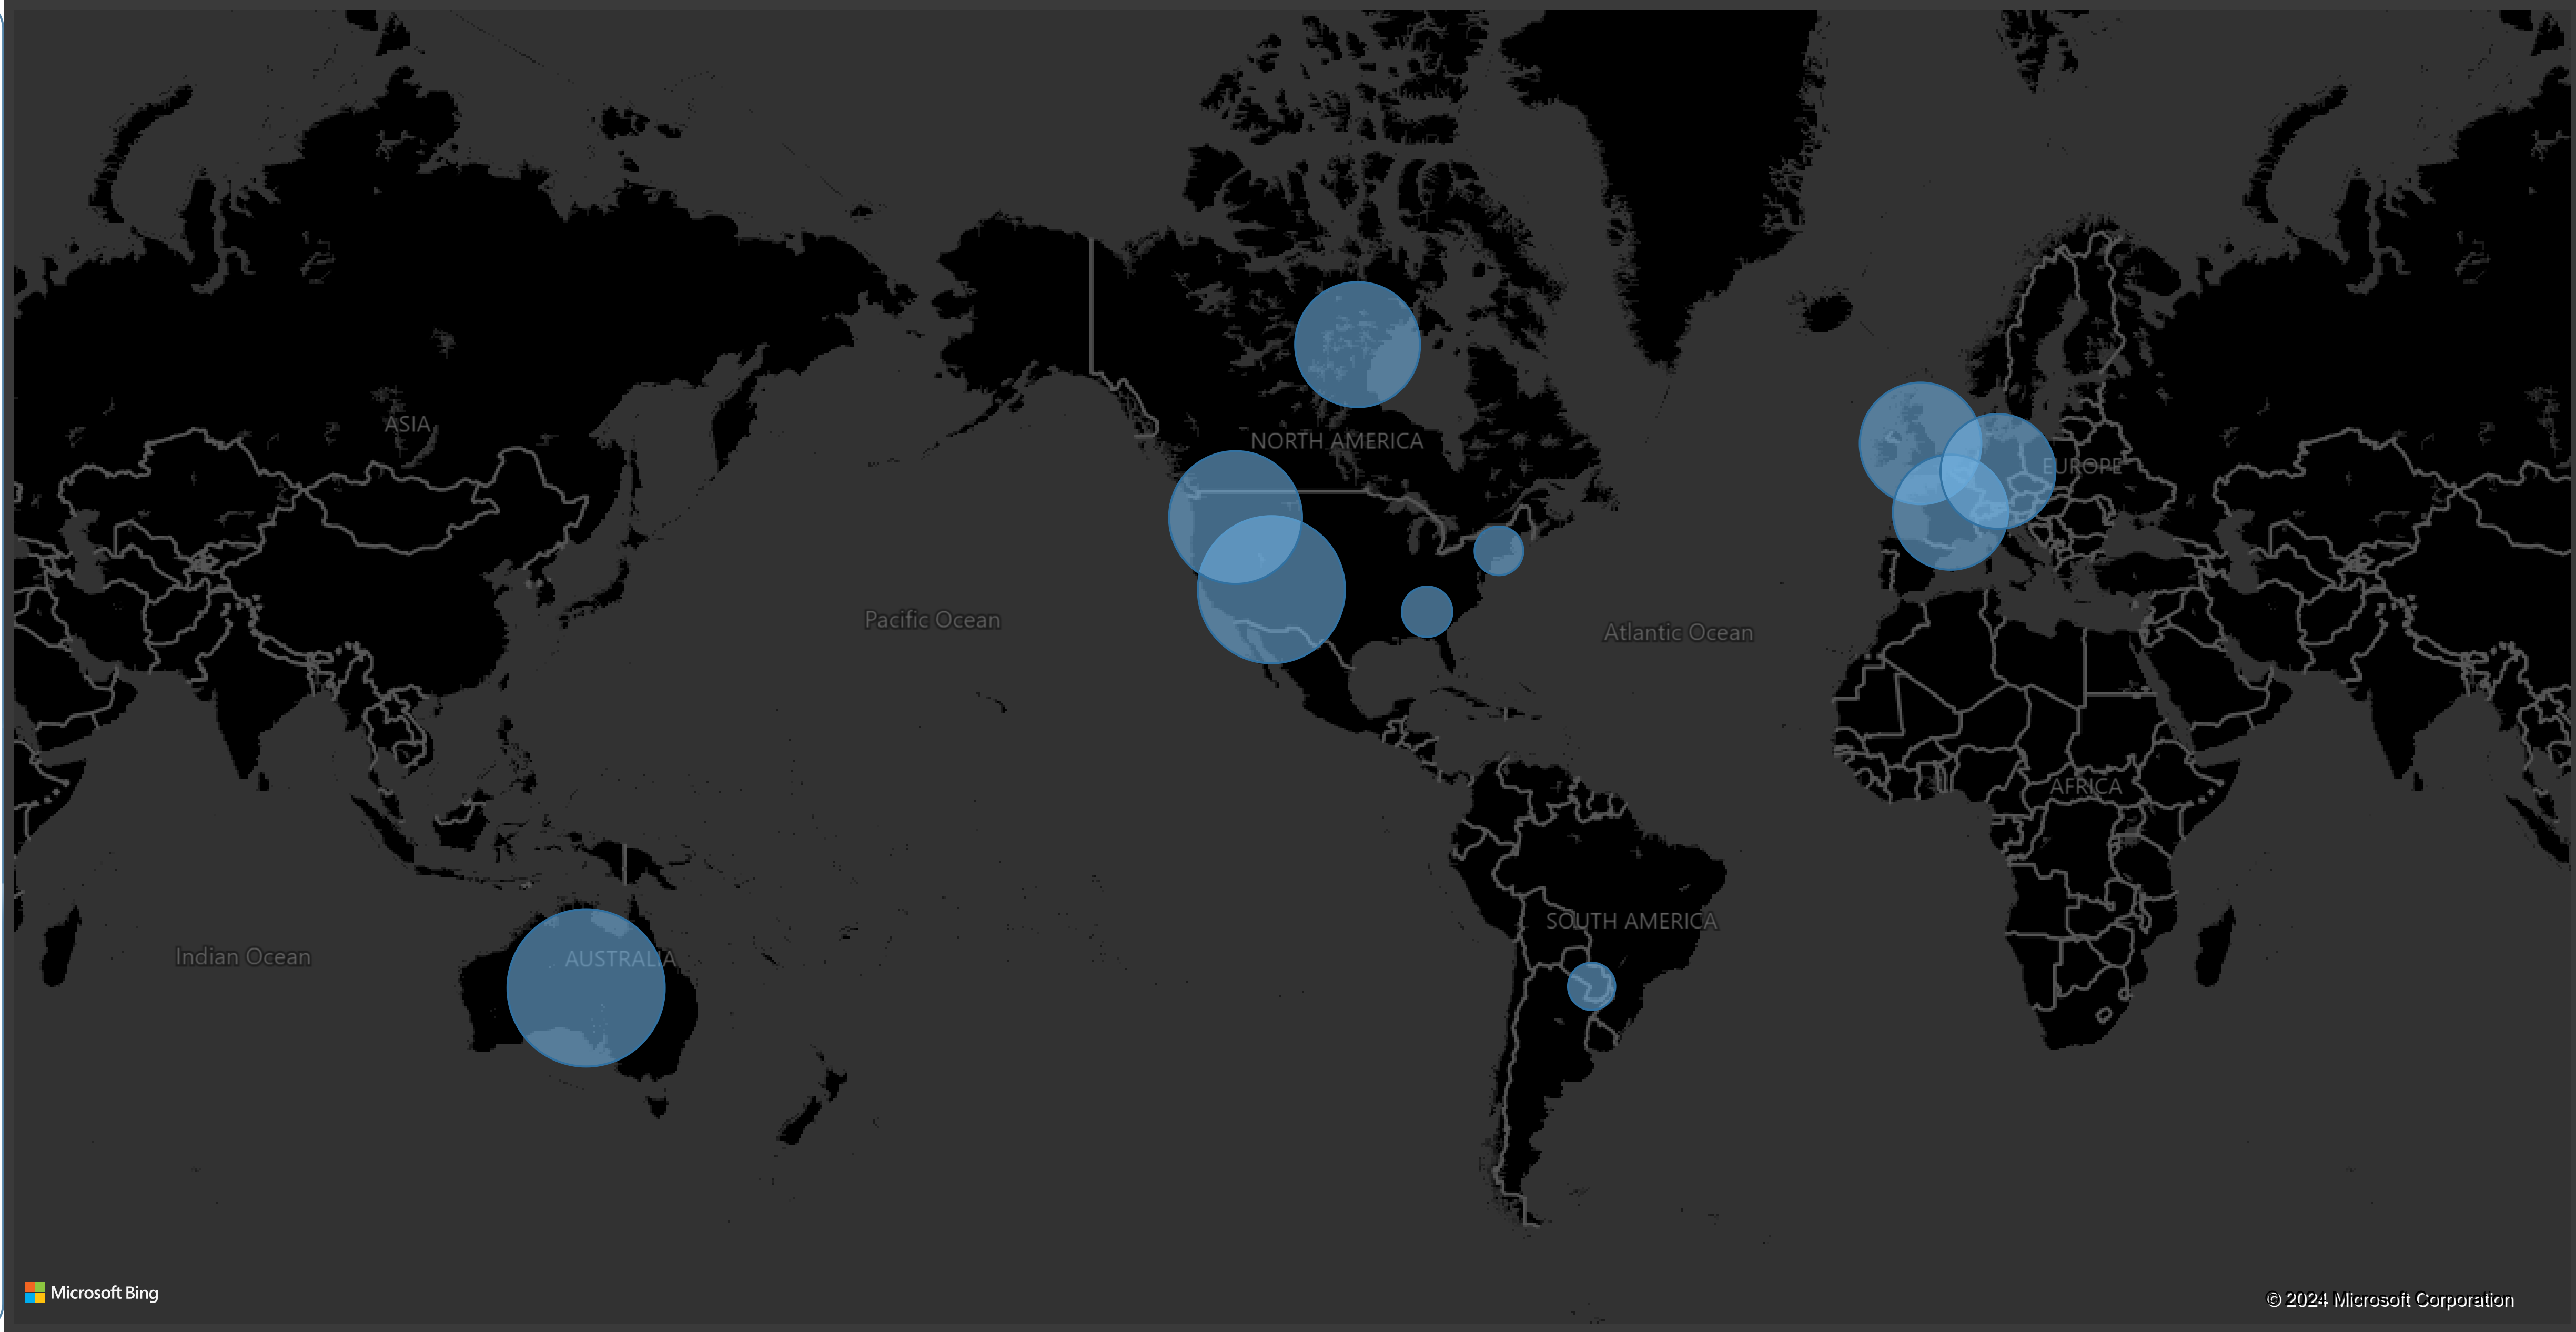 ASIA
NORTH AMERICA
EUROPE
Pacific Ocean
Atlantic Ocean
AFRICA
SOUTH AMERICA
Indian Ocean
AUSTRALIA
Microsoft Bing
© 2024 Microsoft Corporation